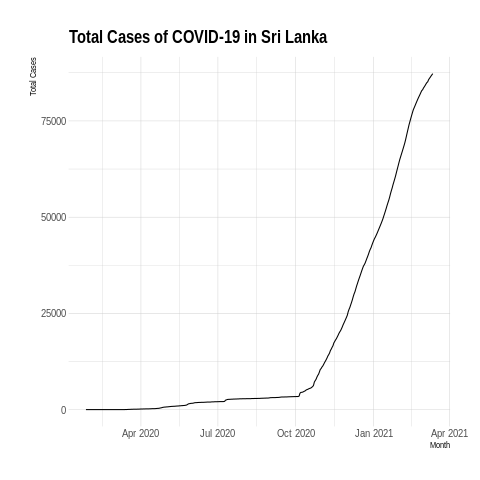 Total Cases of COVID-19 in Sri Lanka
Total Cases
75000
50000
25000
0
Apr 2020 Jul 2020 Oct 2020 Jan 2021 Apr 2021
Month